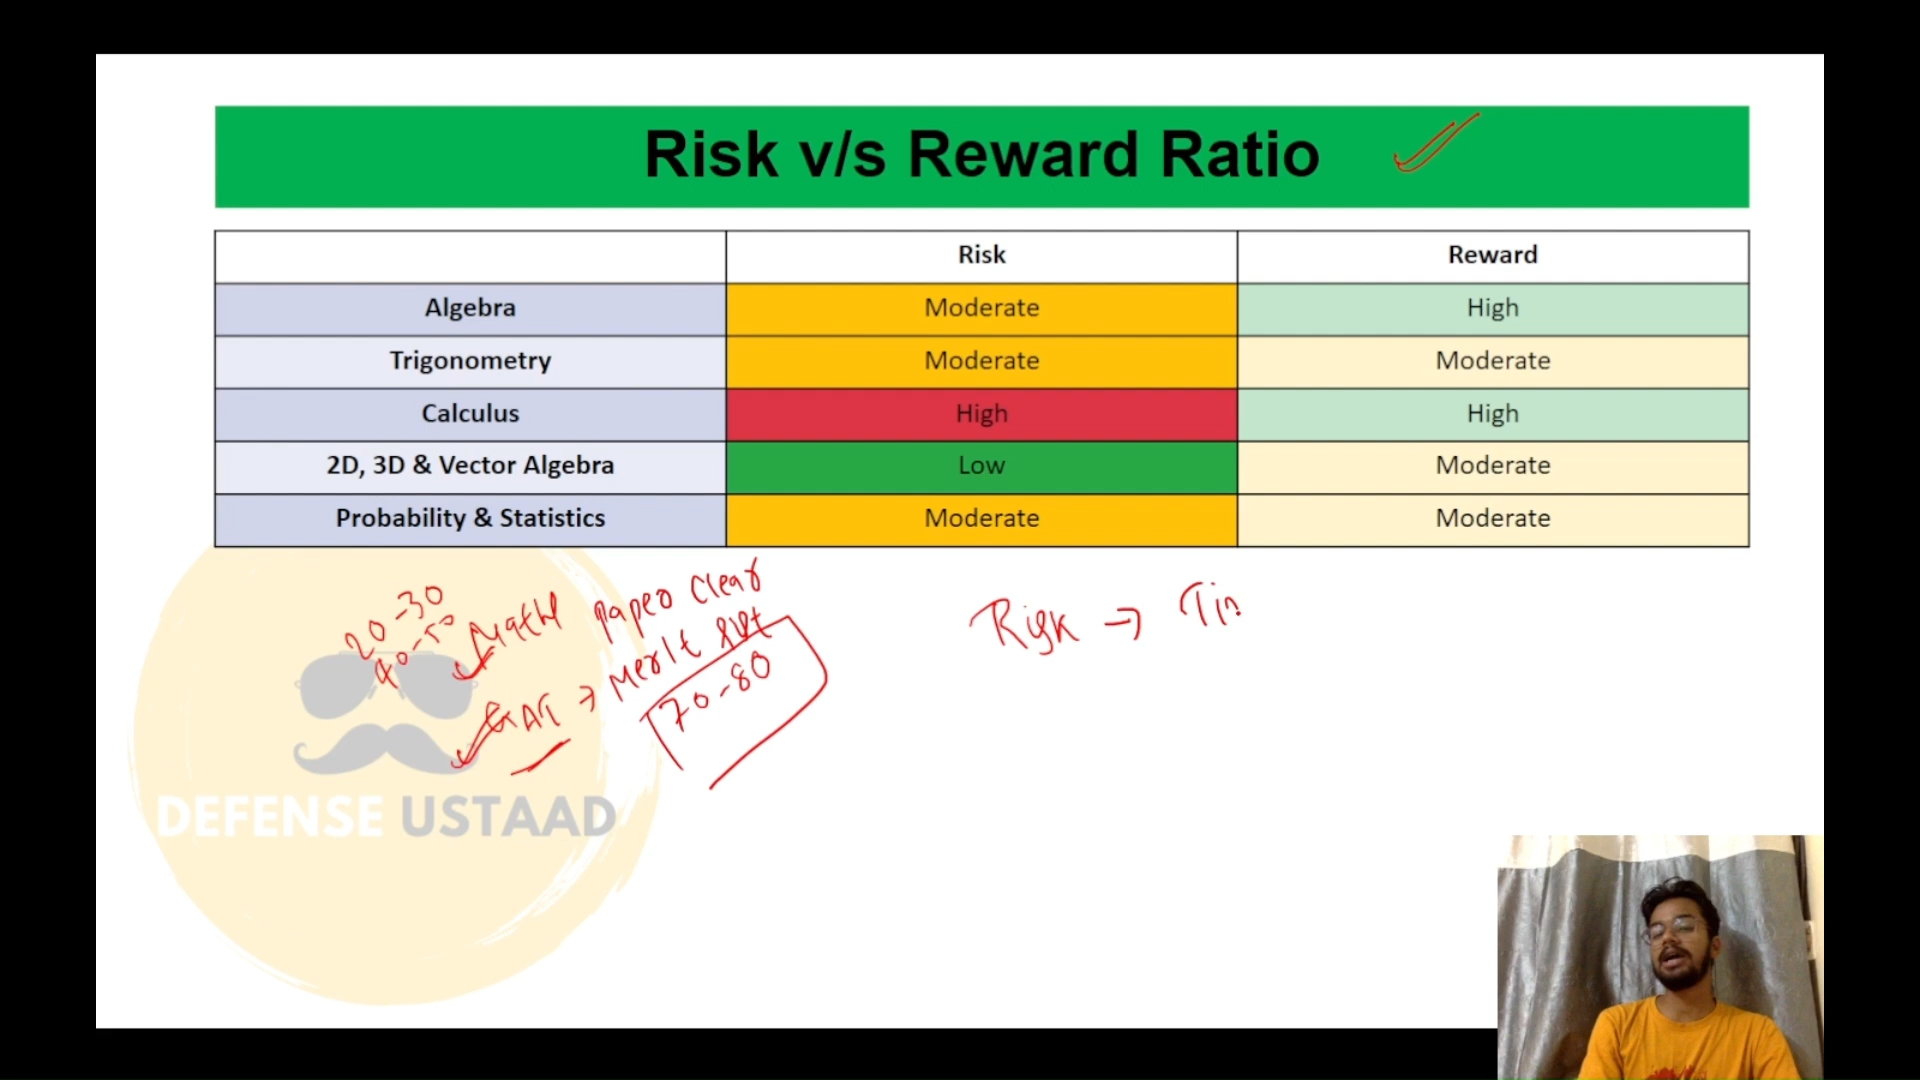 Risk v/s Reward Ratio
Risk Reward
Algebra Moderate High
Trigonometry Moderate Moderate
Calculus High High
2D, 3D & Vector Algebra Low Moderate
Probability & Statistics Moderate Moderate
20-30
40-50
Math Paper Clear
GAT → Merit list
70-80
Risk → Tim
DEFENSE USTAAD